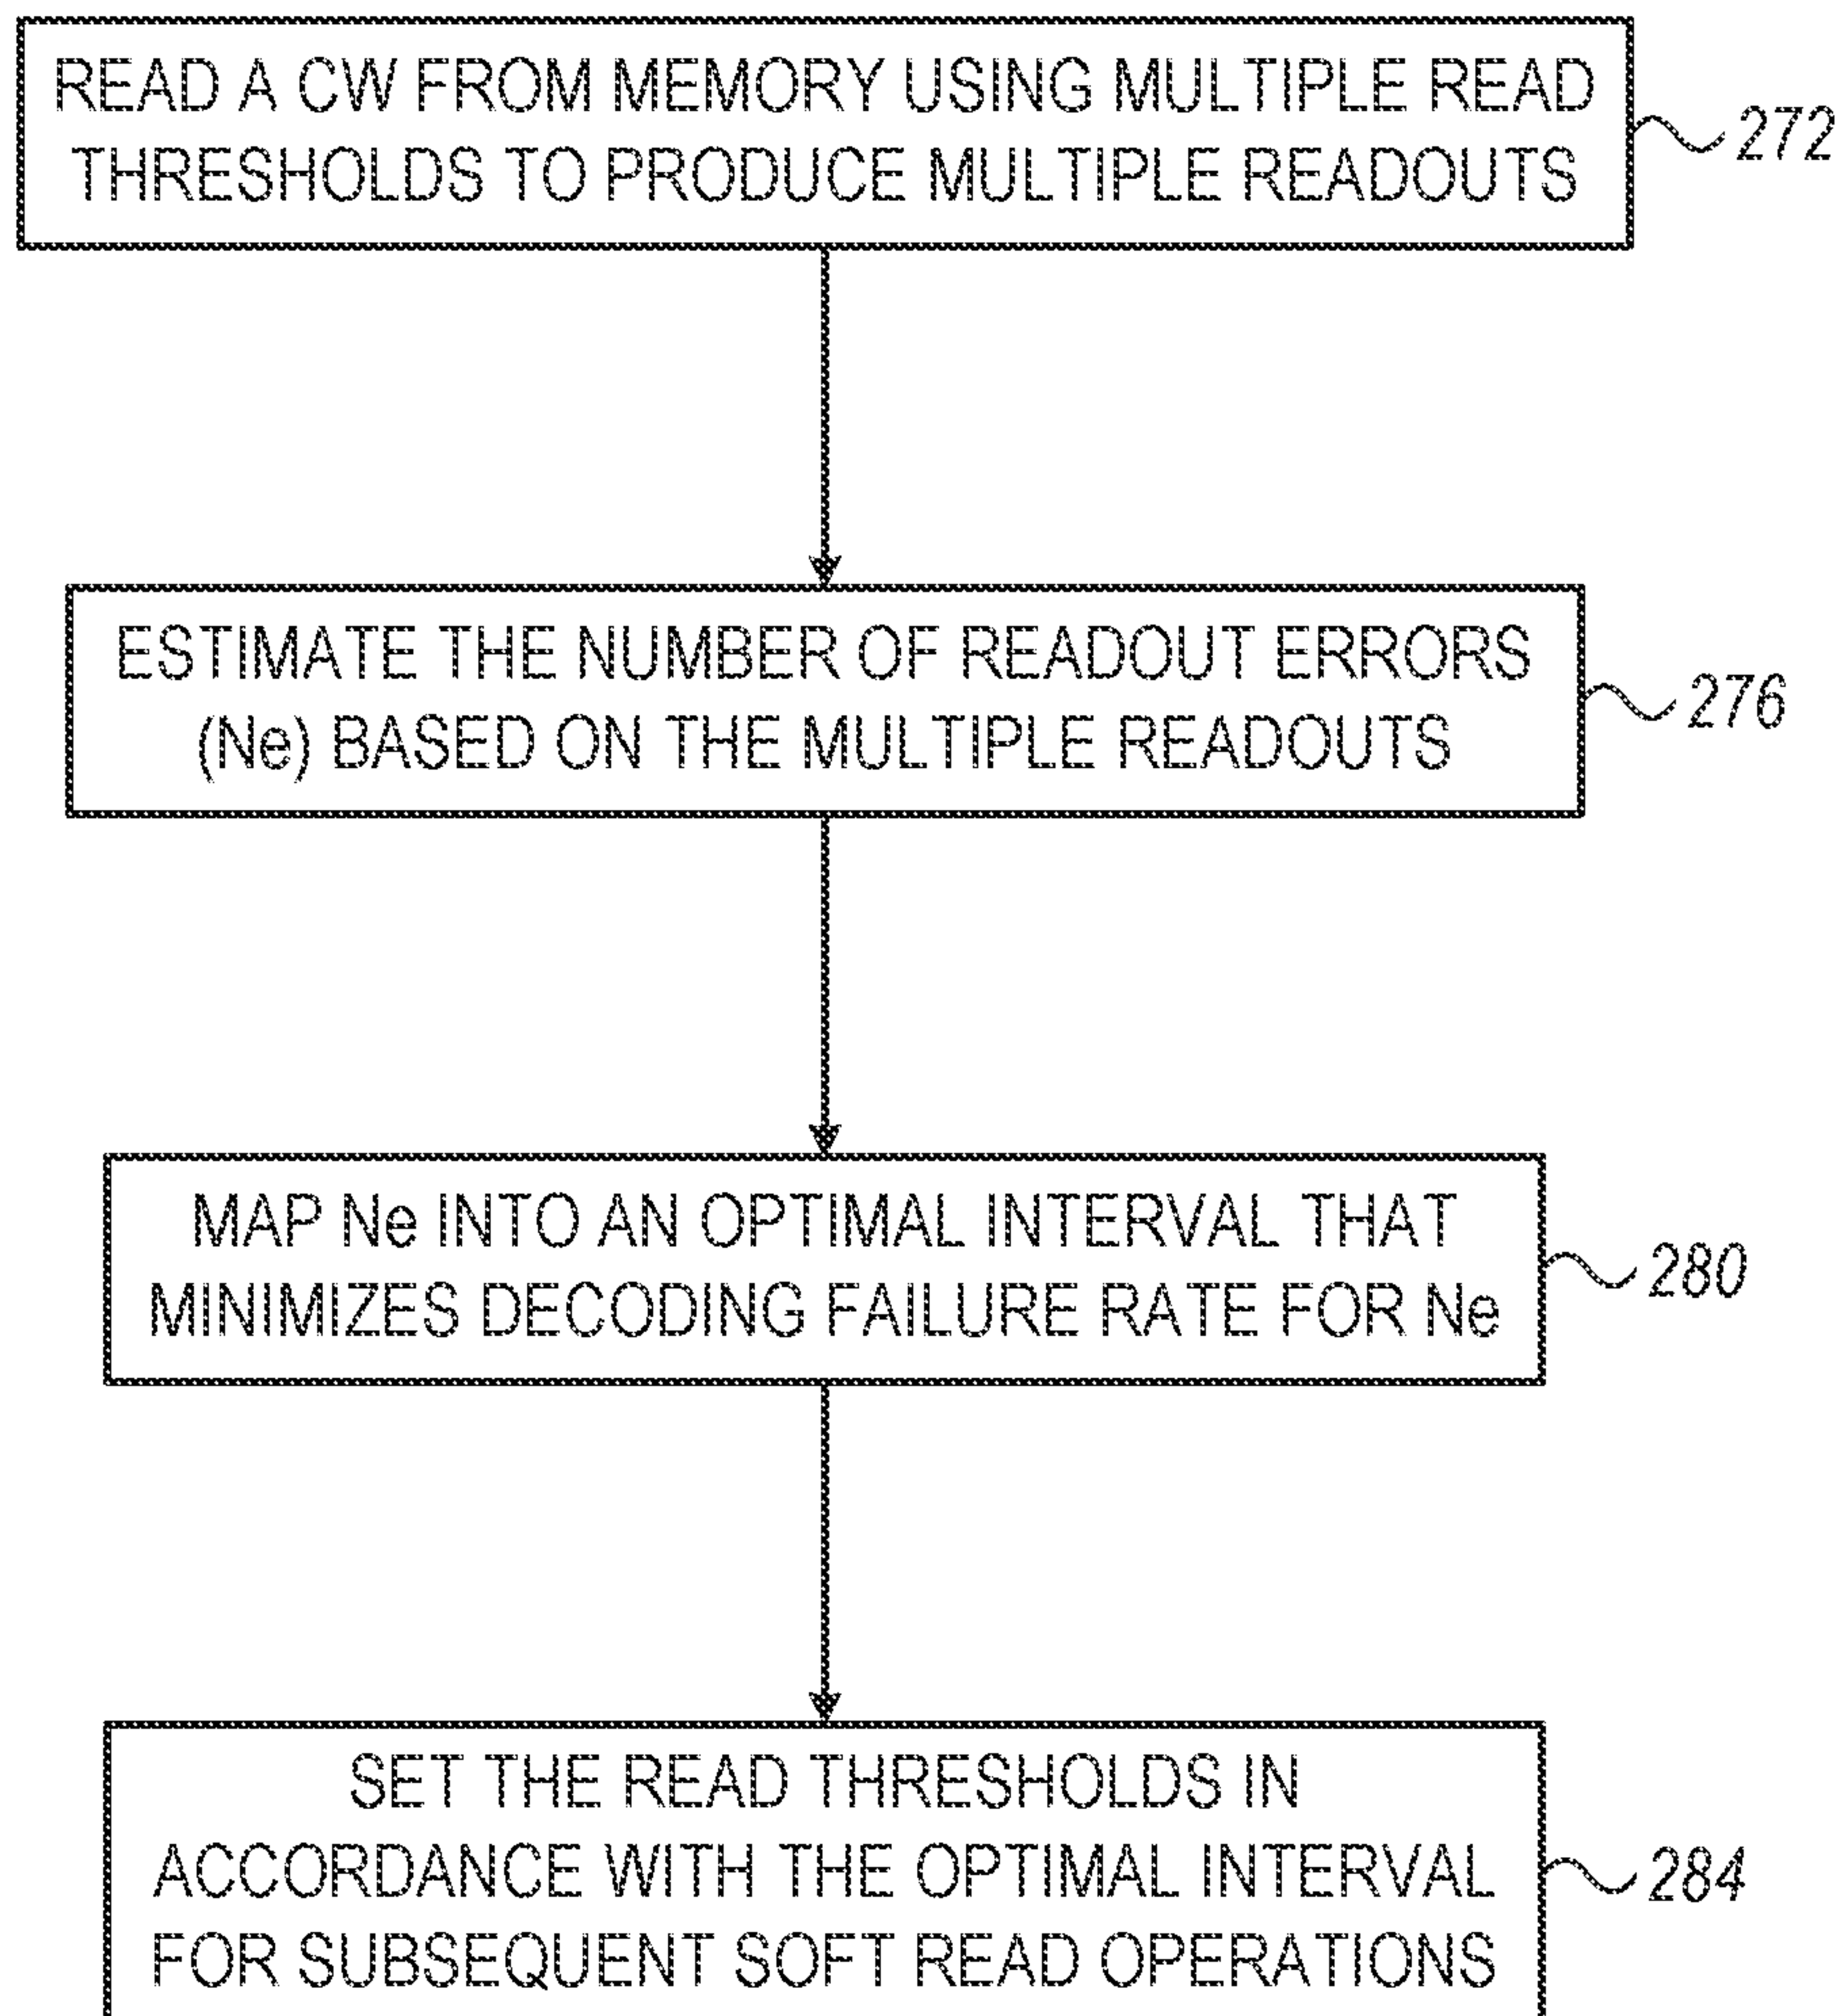 READ A CW FROM MEMORY USING MULTIPLE READ
THRESHOLDS TO PRODUCE MULTIPLE READOUTS
272
ESTIMATE THE NUMBER OF READOUT ERRORS
(Ne) BASED ON THE MULTIPLE READOUTS
276
MAP Ne INTO AN OPTIMAL INTERVAL THAT
MINIMIZES DECODING FAILURE RATE FOR Ne
280
SET THE READ THRESHOLDS IN
ACCORDANCE WITH THE OPTIMAL INTERVAL
FOR SUBSEQUENT SOFT READ OPERATIONS
284